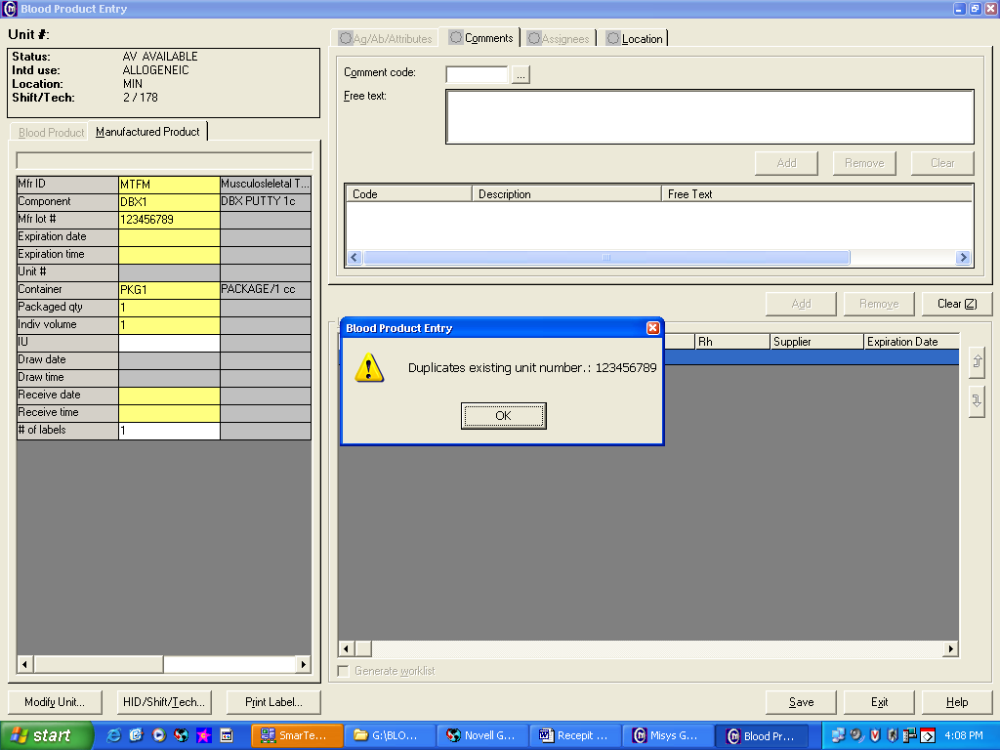 Blood Product Entry
Unit #:
Status: AV AVAILABLE
Intd use: ALLOGENEIC
Location: MIN
Shift/Tech: 2 / 178
Blood Product Manufactured Product
Mfr ID MTFM Musculosleletal T...
Component DBX1 DBX PUTTY 1c
Mfr lot # 123456789
Expiration date
Expiration time
Unit #
Container PKG1 PACKAGE/1 cc
Packaged qty 1
Indiv volume 1
IU
Draw date
Draw time
Receive date
Receive time
# of labels 1
Modify Unit... HID/Shift/Tech... Print Label...
Ag/Ab/Attributes Comments Assignees Location
Comment code: ...
Free text:
Add Remove Clear
Code Description Free Text
Add Remove Clear (Z)
Rh Supplier Expiration Date
Blood Product Entry
Duplicates existing unit number.: 123456789
OK
Generate worklist
Save Exit Help
start SmarTe... G:\BLO... Novell G... Recepit ... Misys G... Blood Pr... 4:08 PM